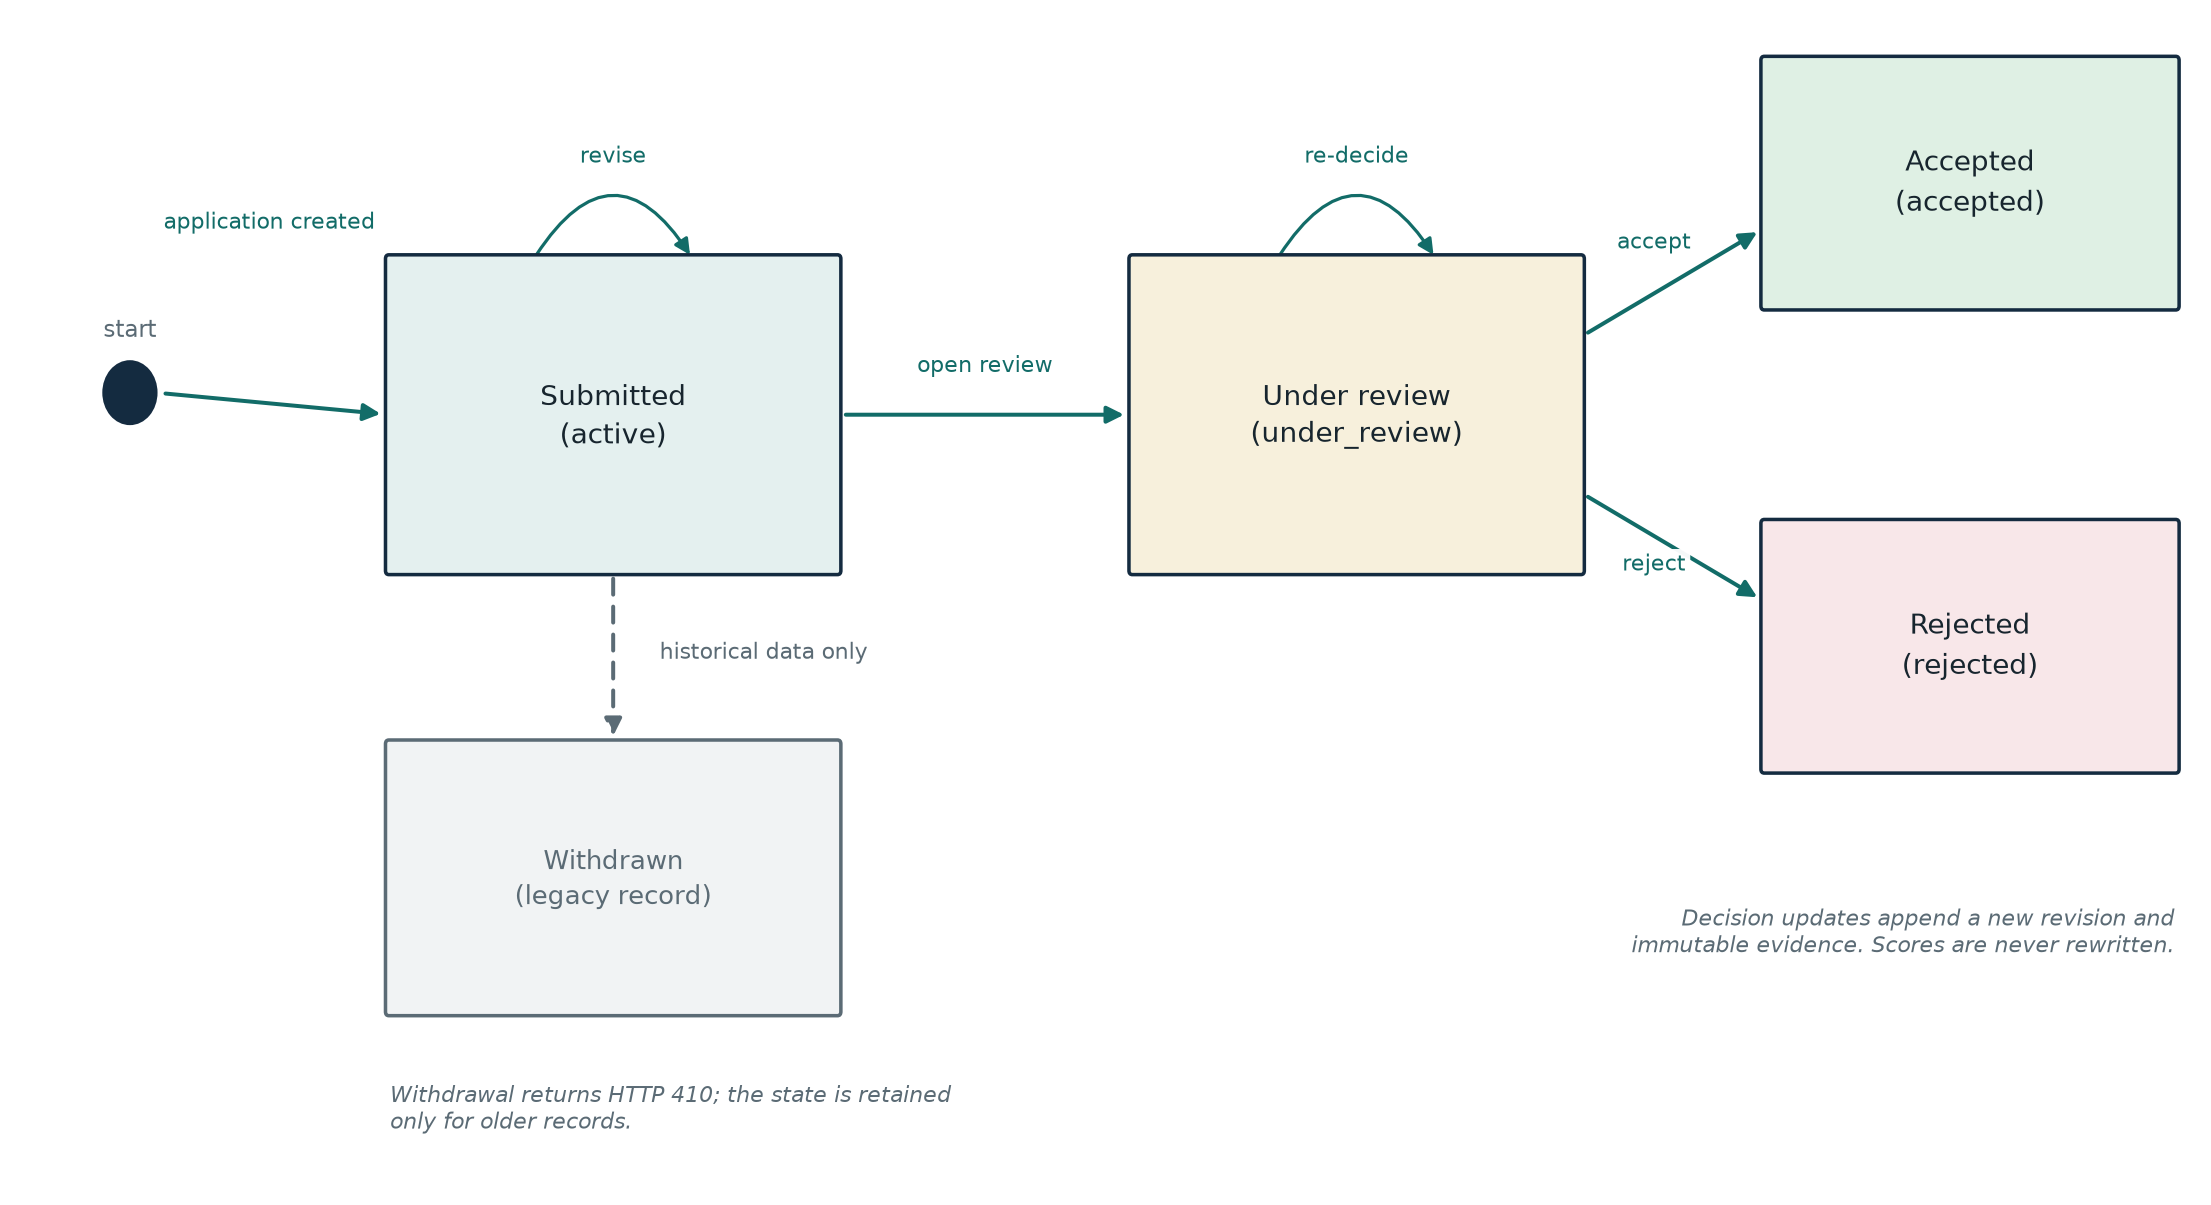 start
application created
revise
Submitted
(active)
open review
re-decide
Under review
(under_review)
accept
Accepted
(accepted)
reject
Rejected
(rejected)
historical data only
Withdrawn
(legacy record)
Decision updates append a new revision and
immutable evidence. Scores are never rewritten.
Withdrawal returns HTTP 410; the state is retained
only for older records.